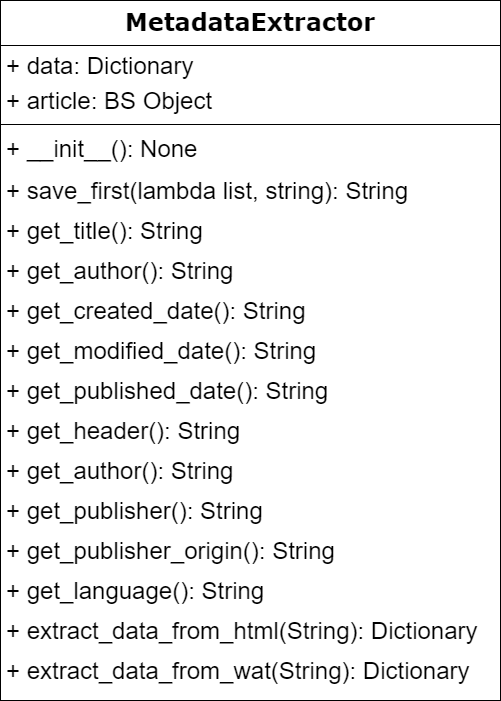 MetadataExtractor
+ data: Dictionary
+ article: BS Object
+ __init__(): None
+ save_first(lambda list, string): String
+ get_title(): String
+ get_author(): String
+ get_created_date(): String
+ get_modified_date(): String
+ get_published_date(): String
+ get_header(): String
+ get_author(): String
+ get_publisher(): String
+ get_publisher_origin(): String
+ get_language(): String
+ extract_data_from_html(String): Dictionary
+ extract_data_from_wat(String): Dictionary